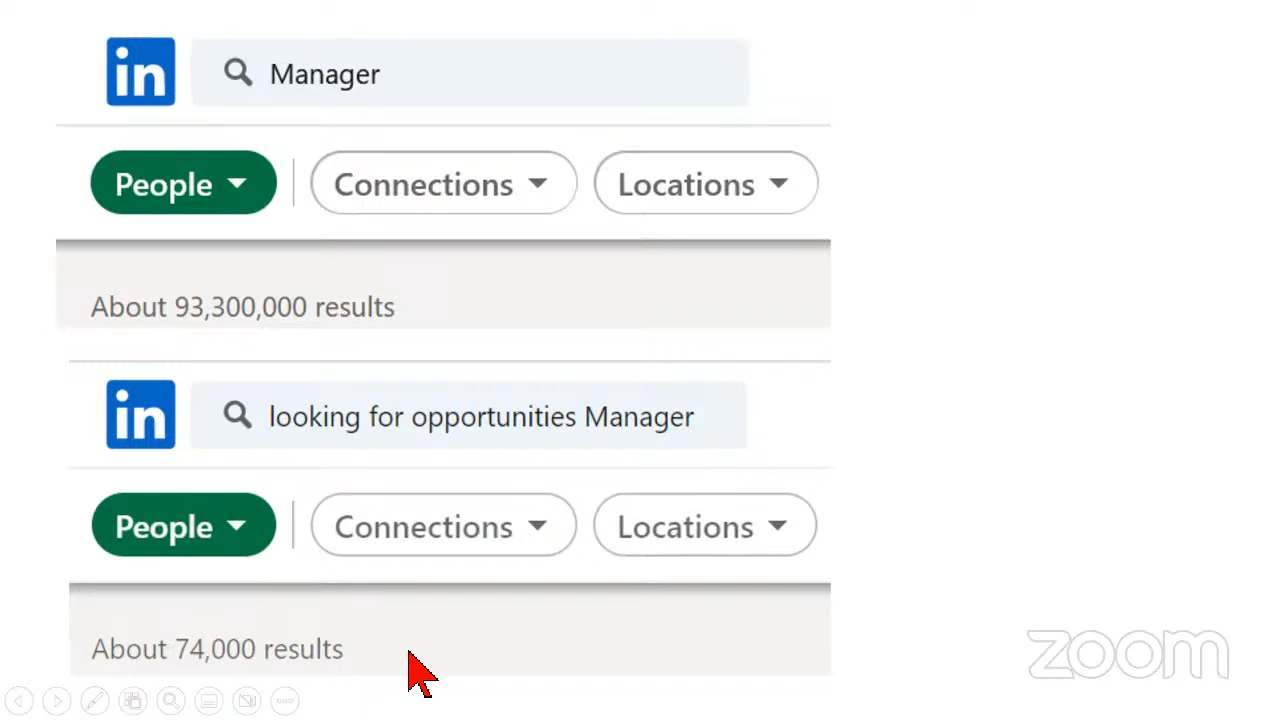 in Manager
People Connections Locations
About 93,300,000 results
in looking for opportunities Manager
People Connections Locations
About 74,000 results
zoom